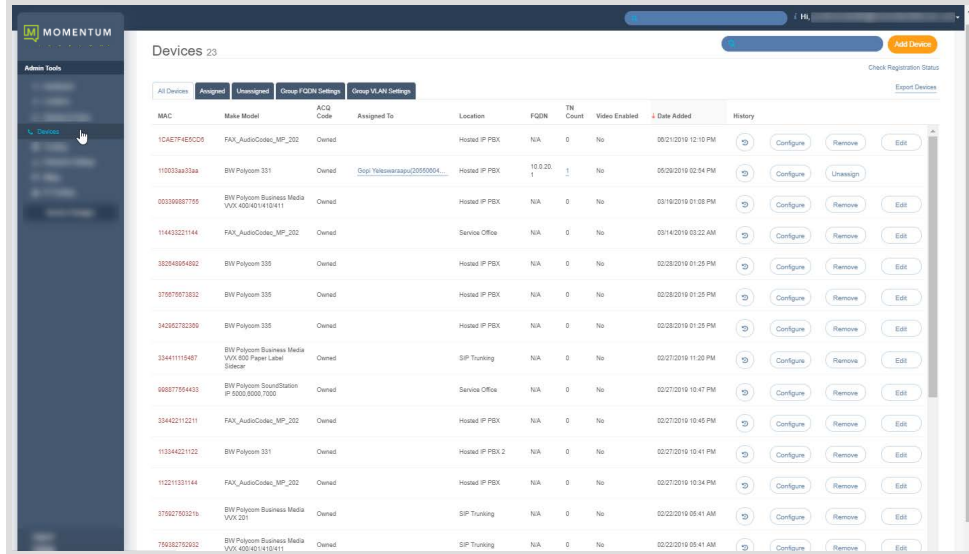 Hi,
MOMENTUM
Devices 23
Add Device
Admin Tools
Check Registration Status
All Devices Assigned Unassigned Group FQDN Settings Group VLAN Settings
Export Devices
MAC Make Model ACQ Code Assigned To Location FQDN TN Count Video Enabled Date Added History
Devices
1CAE7F4E5CD5 FAX_AudioCodec_MP_202 Owned Hosted IP PBX N/A 0 No 06/21/2019 12:10 PM Configure Remove Edit
110033aa33aa BW Polycom 331 Owned Gopi Yeleswaraapu(20550604... Hosted IP PBX 10.0.20.1 1 No 05/29/2019 02:54 PM Configure Unassign
003399887766 BW Polycom Business Media VVX 400/401/410/411 Owned Hosted IP PBX N/A 0 No 03/19/2019 01:08 PM Configure Remove Edit
114433221144 FAX_AudioCodec_MP_202 Owned Service Office N/A 0 No 03/14/2019 03:22 AM Configure Remove Edit
382648954892 BW Polycom 335 Owned Hosted IP PBX N/A 0 No 02/28/2019 01:25 PM Configure Remove Edit
376676673832 BW Polycom 335 Owned Hosted IP PBX N/A 0 No 02/28/2019 01:25 PM Configure Remove Edit
342962782369 BW Polycom 335 Owned Hosted IP PBX N/A 0 No 02/28/2019 01:25 PM Configure Remove Edit
334411115467 BW Polycom Business Media VVX 600 Paper Label Sidecar Owned SIP Trunking N/A 0 No 02/27/2019 11:20 PM Configure Remove Edit
998877554433 BW Polycom SoundStation IP 5000,6000,7000 Owned Service Office N/A 0 No 02/27/2019 10:47 PM Configure Remove Edit
334422112211 FAX_AudioCodec_MP_202 Owned Hosted IP PBX N/A 0 No 02/27/2019 10:45 PM Configure Remove Edit
113344221122 BW Polycom 331 Owned Hosted IP PBX 2 N/A 0 No 02/27/2019 10:41 PM Configure Remove Edit
112211331144 FAX_AudioCodec_MP_202 Owned Hosted IP PBX N/A 0 No 02/27/2019 10:34 PM Configure Remove Edit
37592750321b BW Polycom Business Media VVX 201 Owned SIP Trunking N/A 0 No 02/22/2019 05:41 AM Configure Remove Edit
759382752932 BW Polycom Business Media VVX 400/401/410/411 Owned SIP Trunking N/A 0 No 02/22/2019 05:41 AM Configure Remove Edit